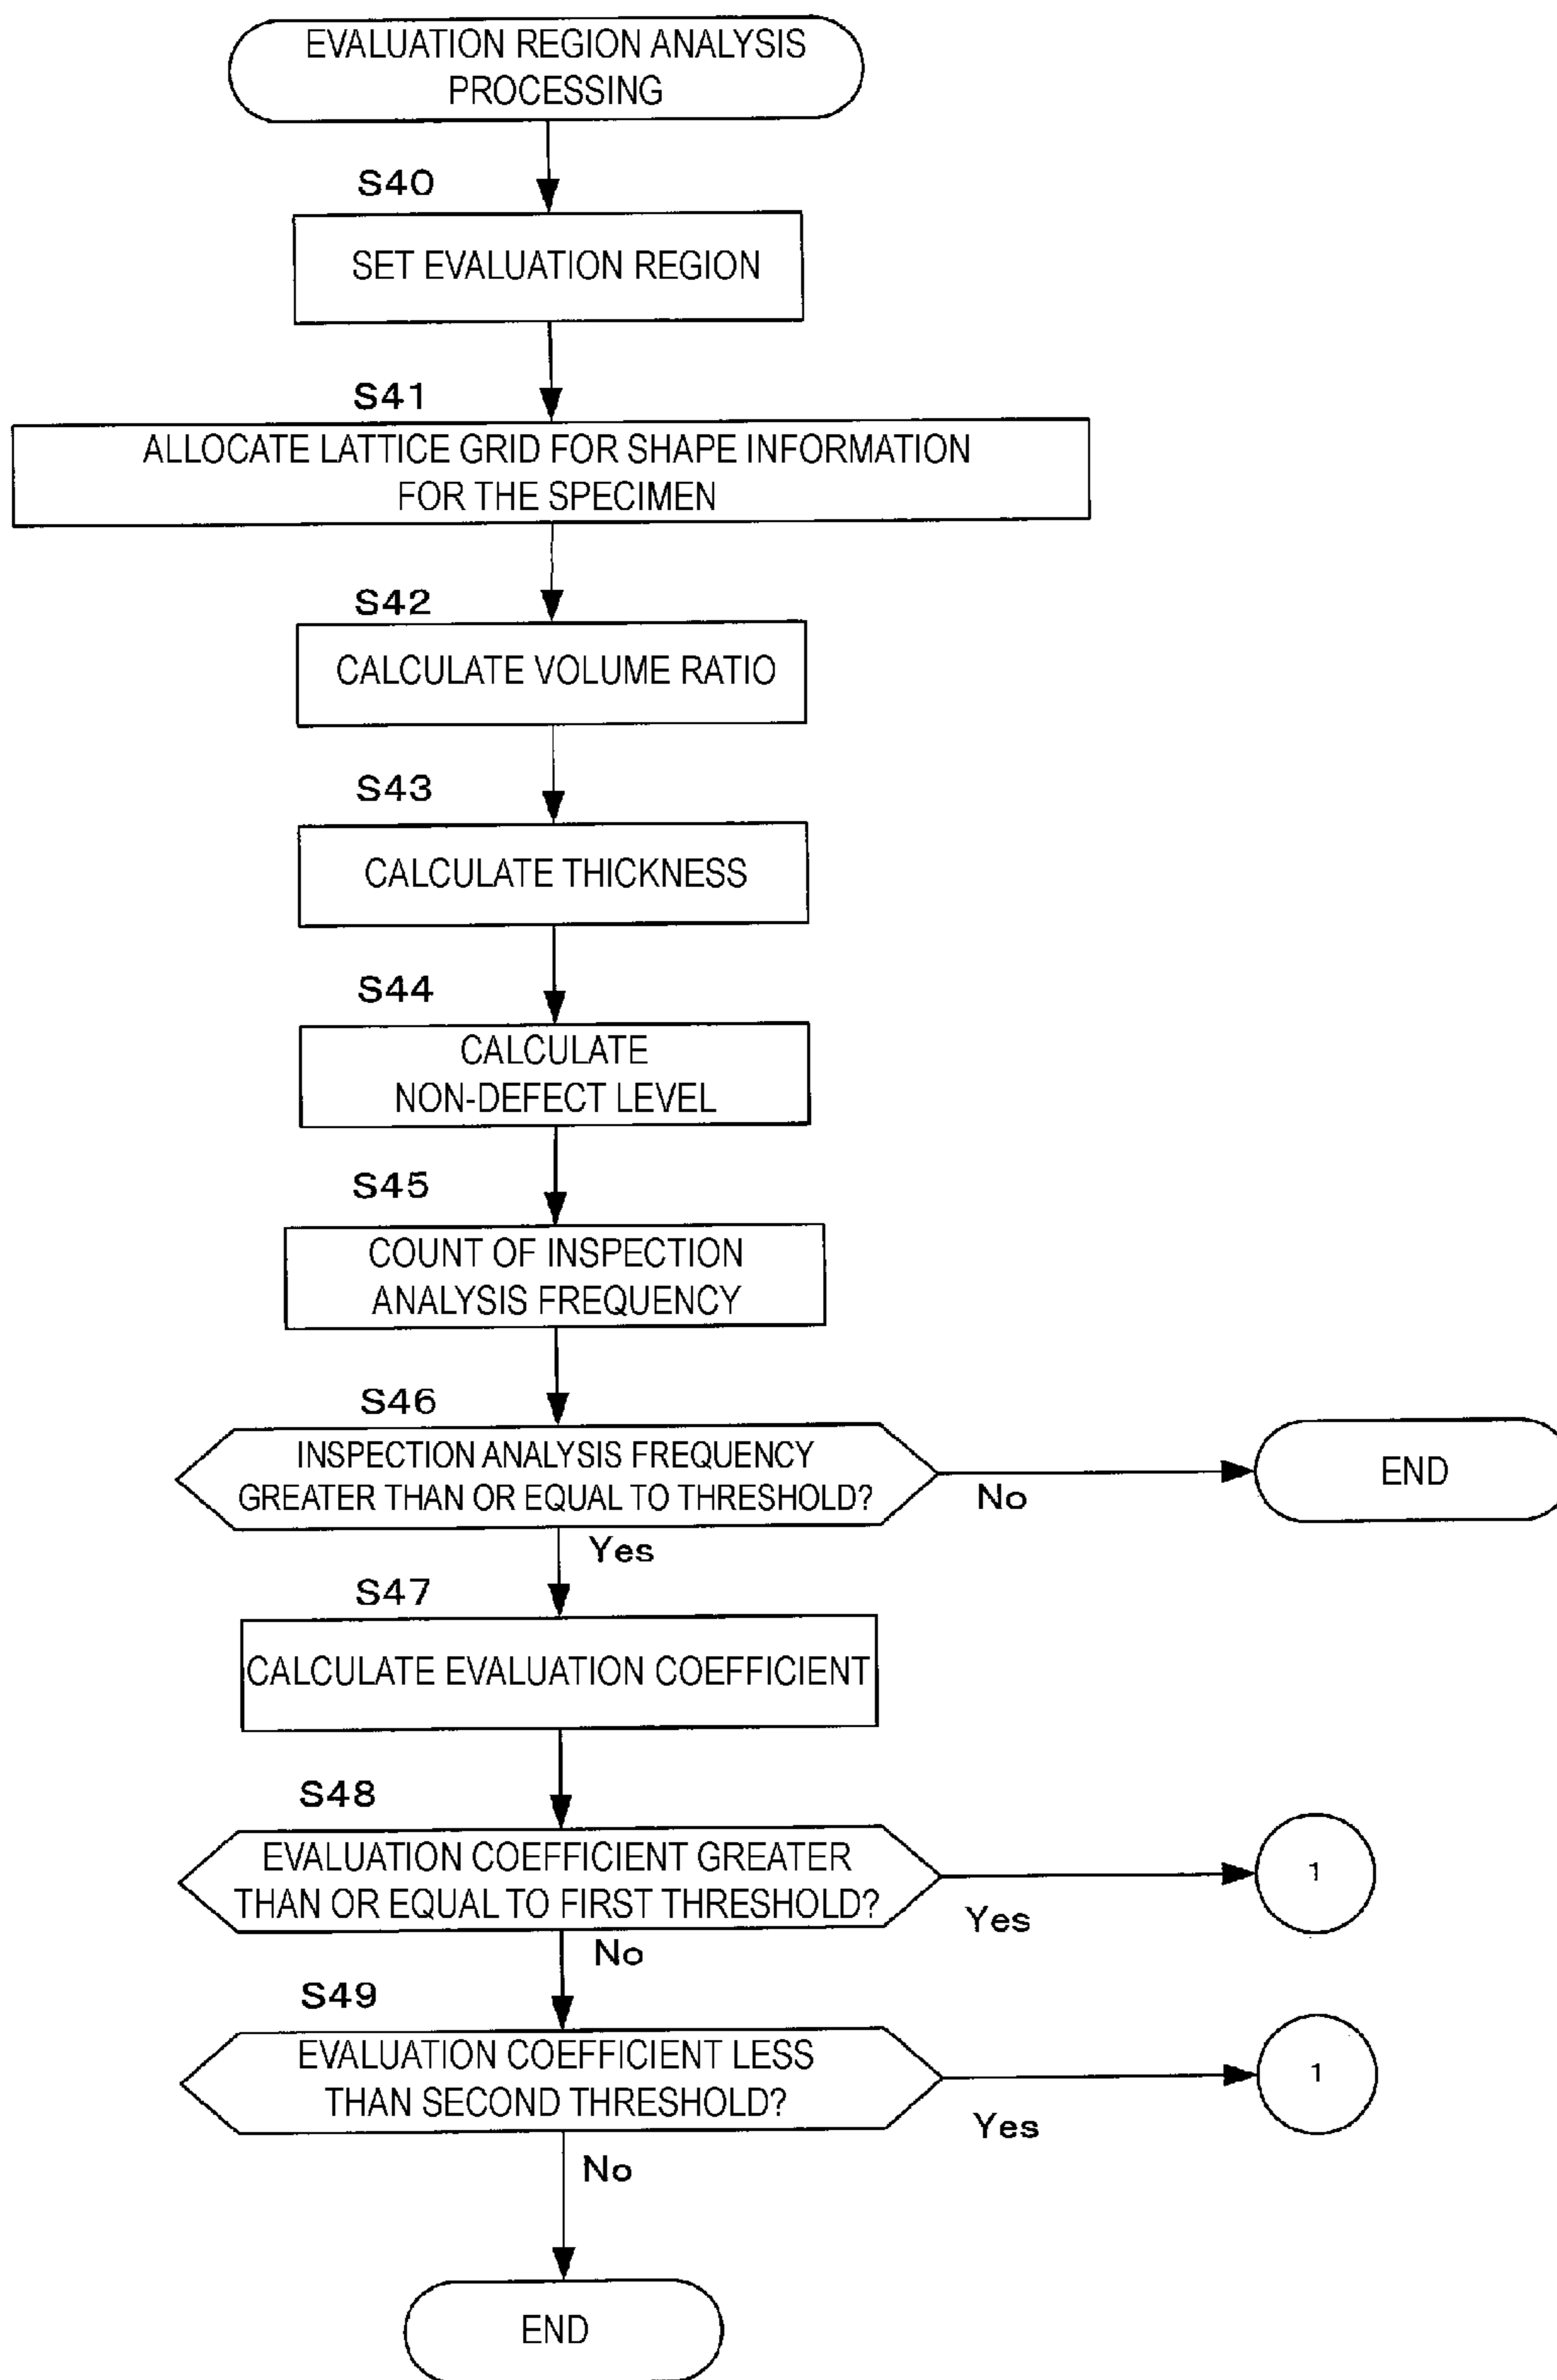 EVALUATION REGION ANALYSIS
PROCESSING
S40
SET EVALUATION REGION
S41
ALLOCATE LATTICE GRID FOR SHAPE INFORMATION
FOR THE SPECIMEN
S42
CALCULATE VOLUME RATIO
S43
CALCULATE THICKNESS
S44
CALCULATE
NON-DEFECT LEVEL
S45
COUNT OF INSPECTION
ANALYSIS FREQUENCY
S46
INSPECTION ANALYSIS FREQUENCY
GREATER THAN OR EQUAL TO THRESHOLD?
No
END
Yes
S47
CALCULATE EVALUATION COEFFICIENT
S48
EVALUATION COEFFICIENT GREATER
THAN OR EQUAL TO FIRST THRESHOLD?
Yes
1
No
S49
EVALUATION COEFFICIENT LESS
THAN SECOND THRESHOLD?
Yes
1
No
END